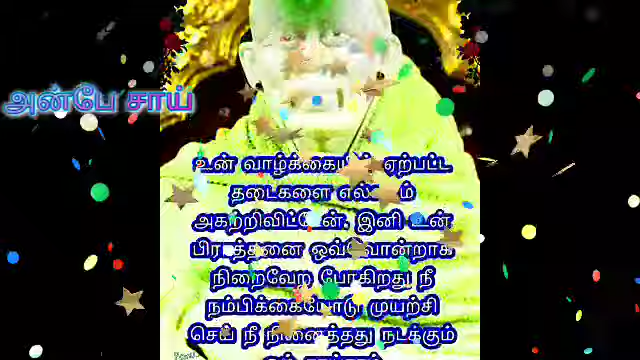 அன்பே சாய்
உன் வாழ்க்கையில் ஏற்பட்ட
தடைகளை எல்லாம்
அகற்றிவிட்டேன். இனி உன்
பிரார்த்தனை ஒவ்வொன்றாக
நிறைவேற போகிறது நீ
நம்பிக்கையோடு முயற்சி
செய் நீ நினைத்தது நடக்கும்